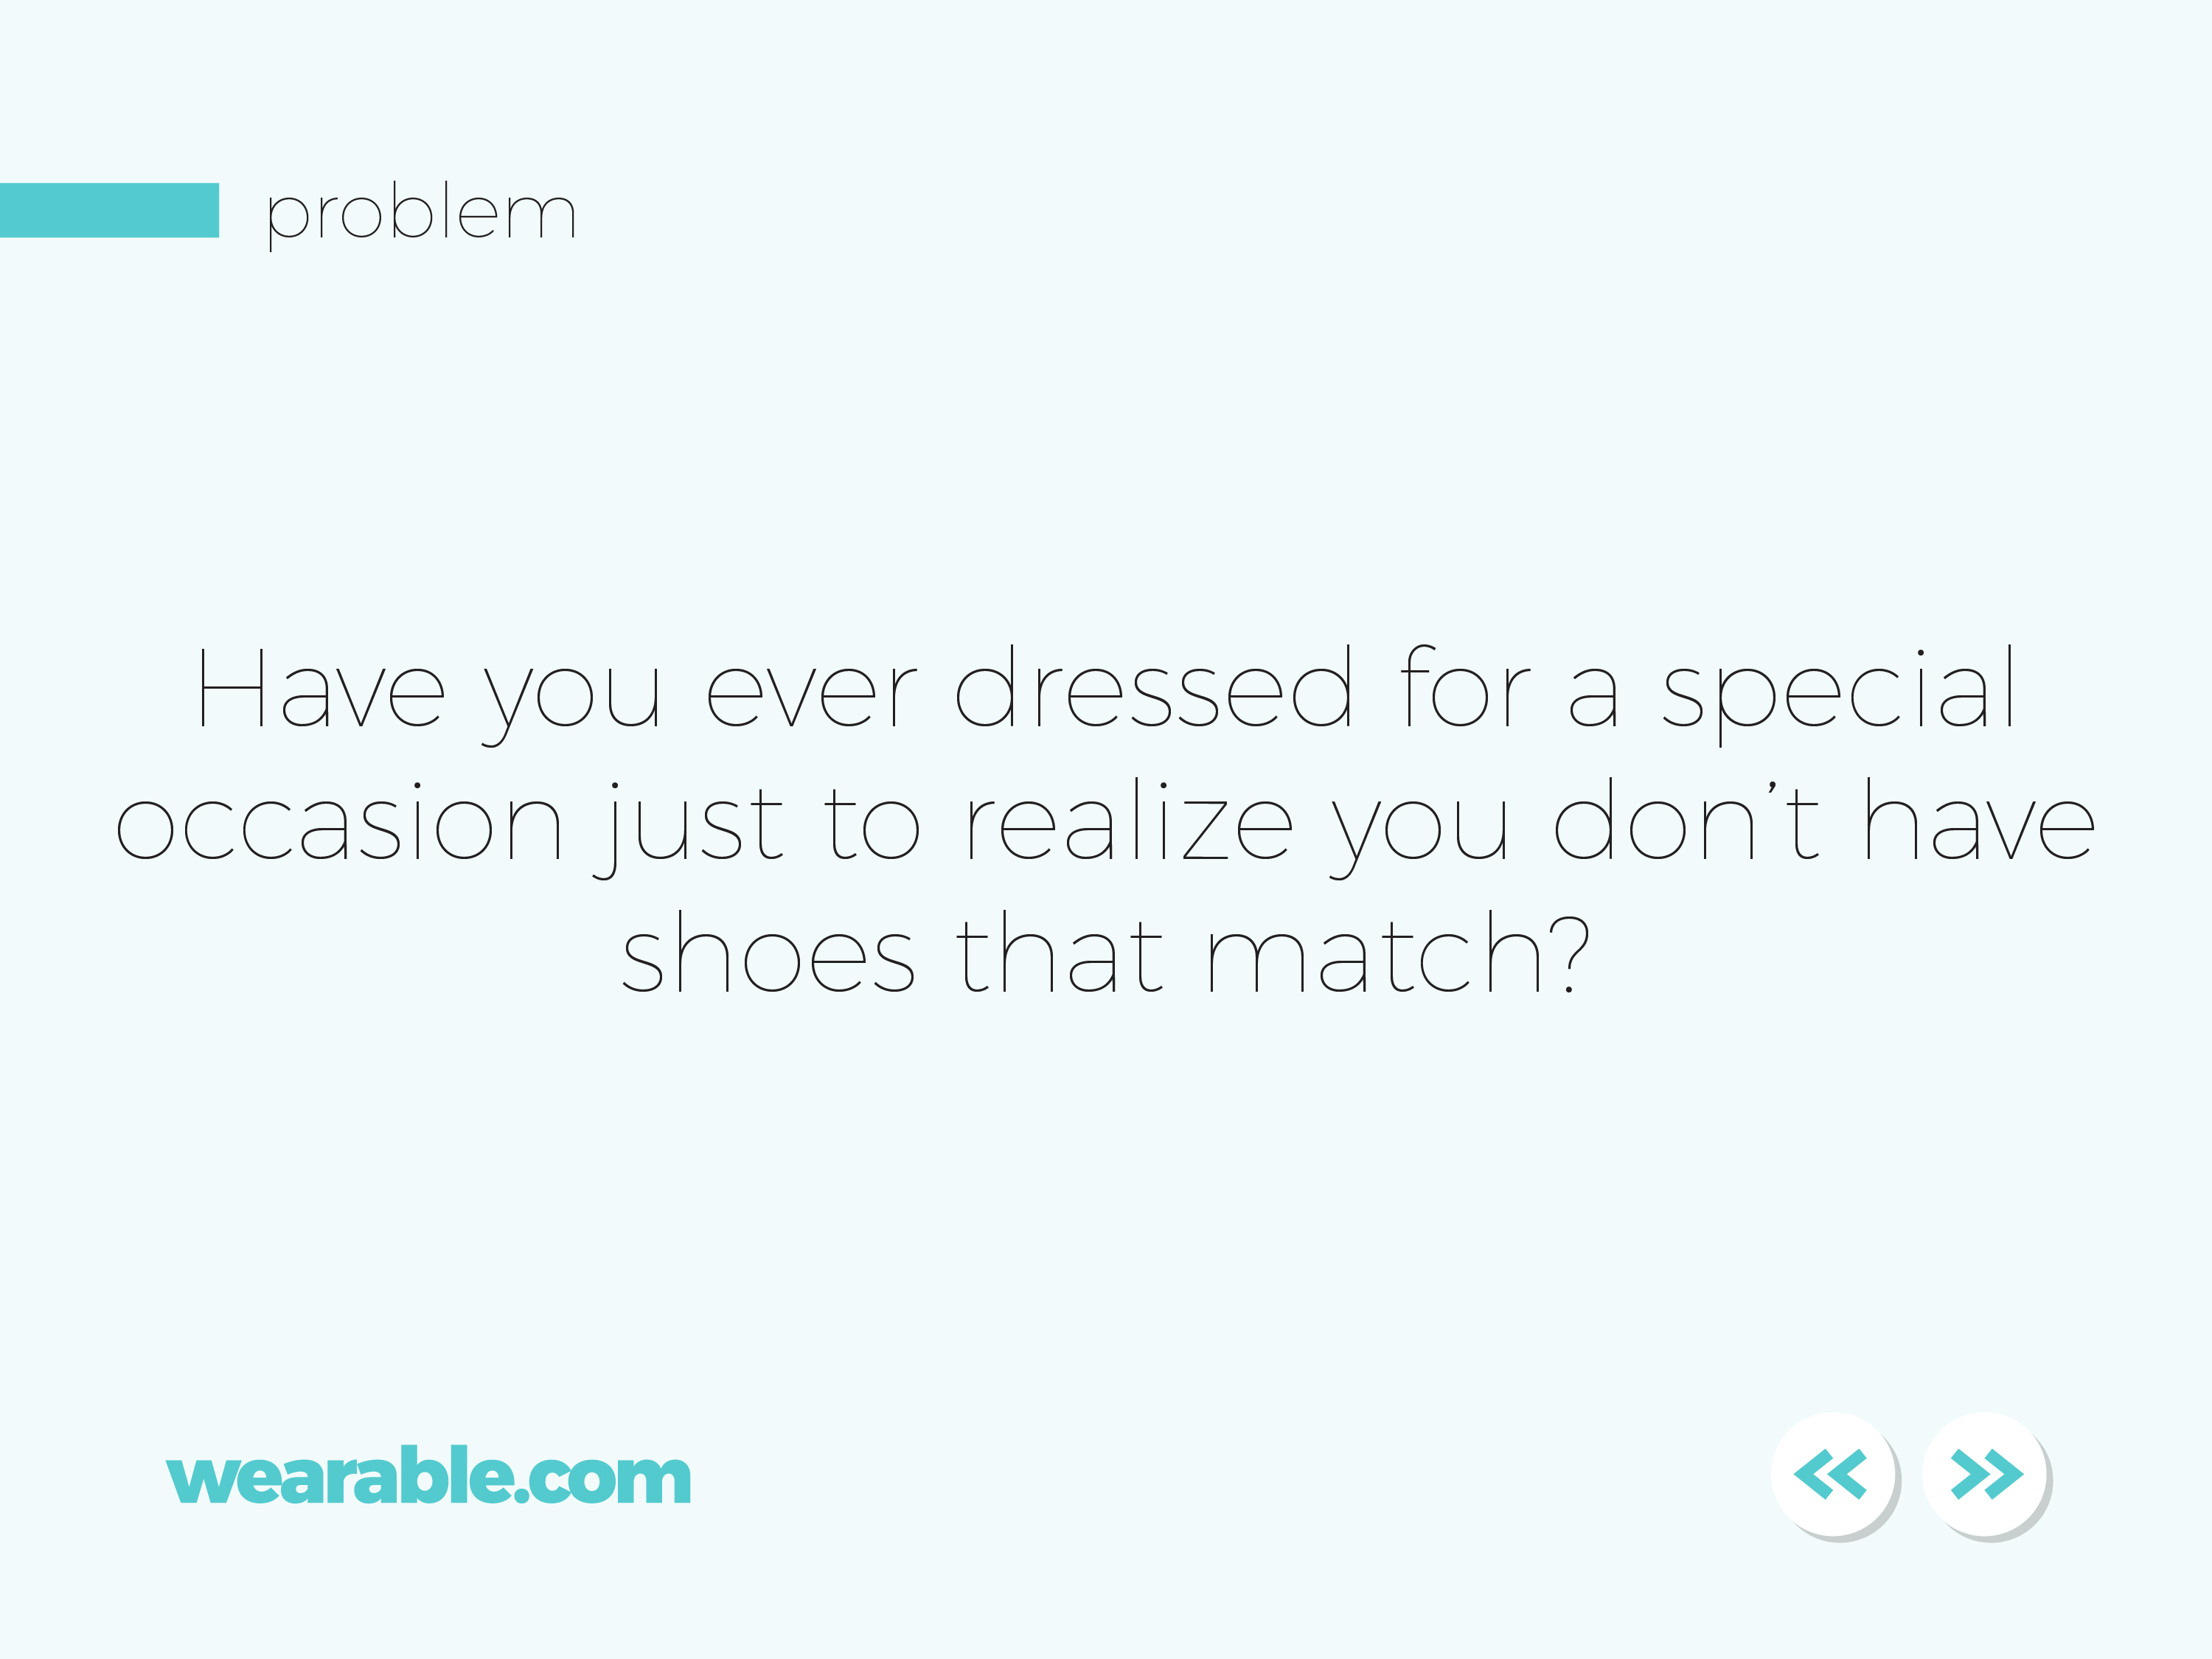 problem
Have you ever dressed for a special
occasion just to realize you don’t have
shoes that match?
wearable.com